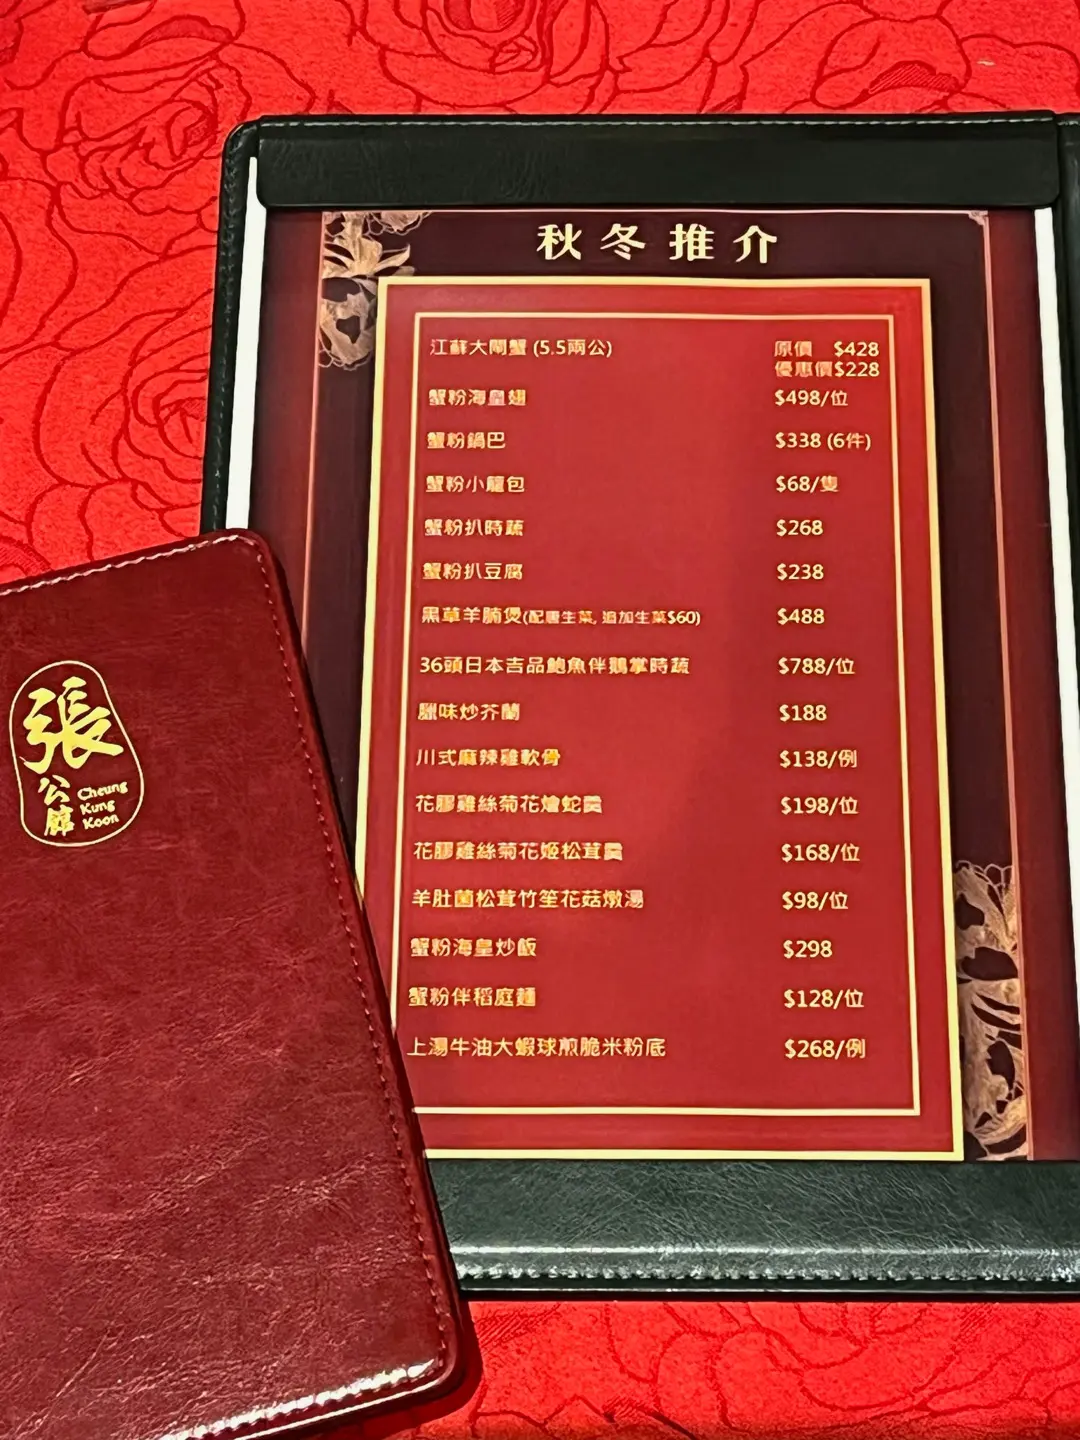 秋冬推介
江蘇大閘蟹 (5.5兩公) 原價 $428
優惠價$228
蟹粉海皇翅 $498/位
蟹粉鍋巴 $338 (6件)
蟹粉小籠包 $68/隻
蟹粉扒時蔬 $268
蟹粉扒豆腐 $238
黑草羊腩煲(配唐生菜, 追加生菜$60) $488
36頭日本吉品鮑魚伴鵝掌時蔬 $788/位
臘味炒芥蘭 $188
川式麻辣雞軟骨 $138/例
花膠雞絲菊花燴蛇羹 $198/位
花膠雞絲菊花姬松茸羹 $168/位
羊肚菌松茸竹笙花菇燉湯 $98/位
蟹粉海皇炒飯 $298
蟹粉伴稻庭麵 $128/位
上湯牛油大蝦球煎脆米粉底 $268/例
張
公館
Cheung
Kung
Koon